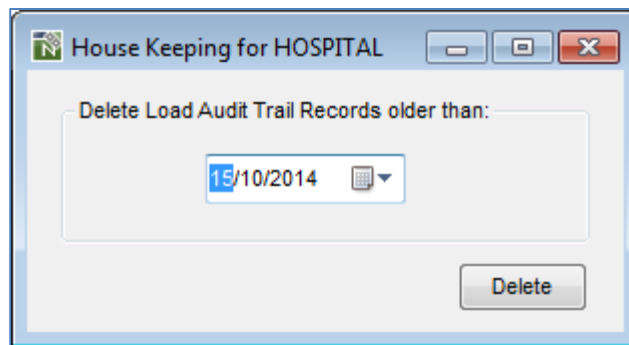 House Keeping for HOSPITAL
Delete Load Audit Trail Records older than:
15/10/2014
Delete